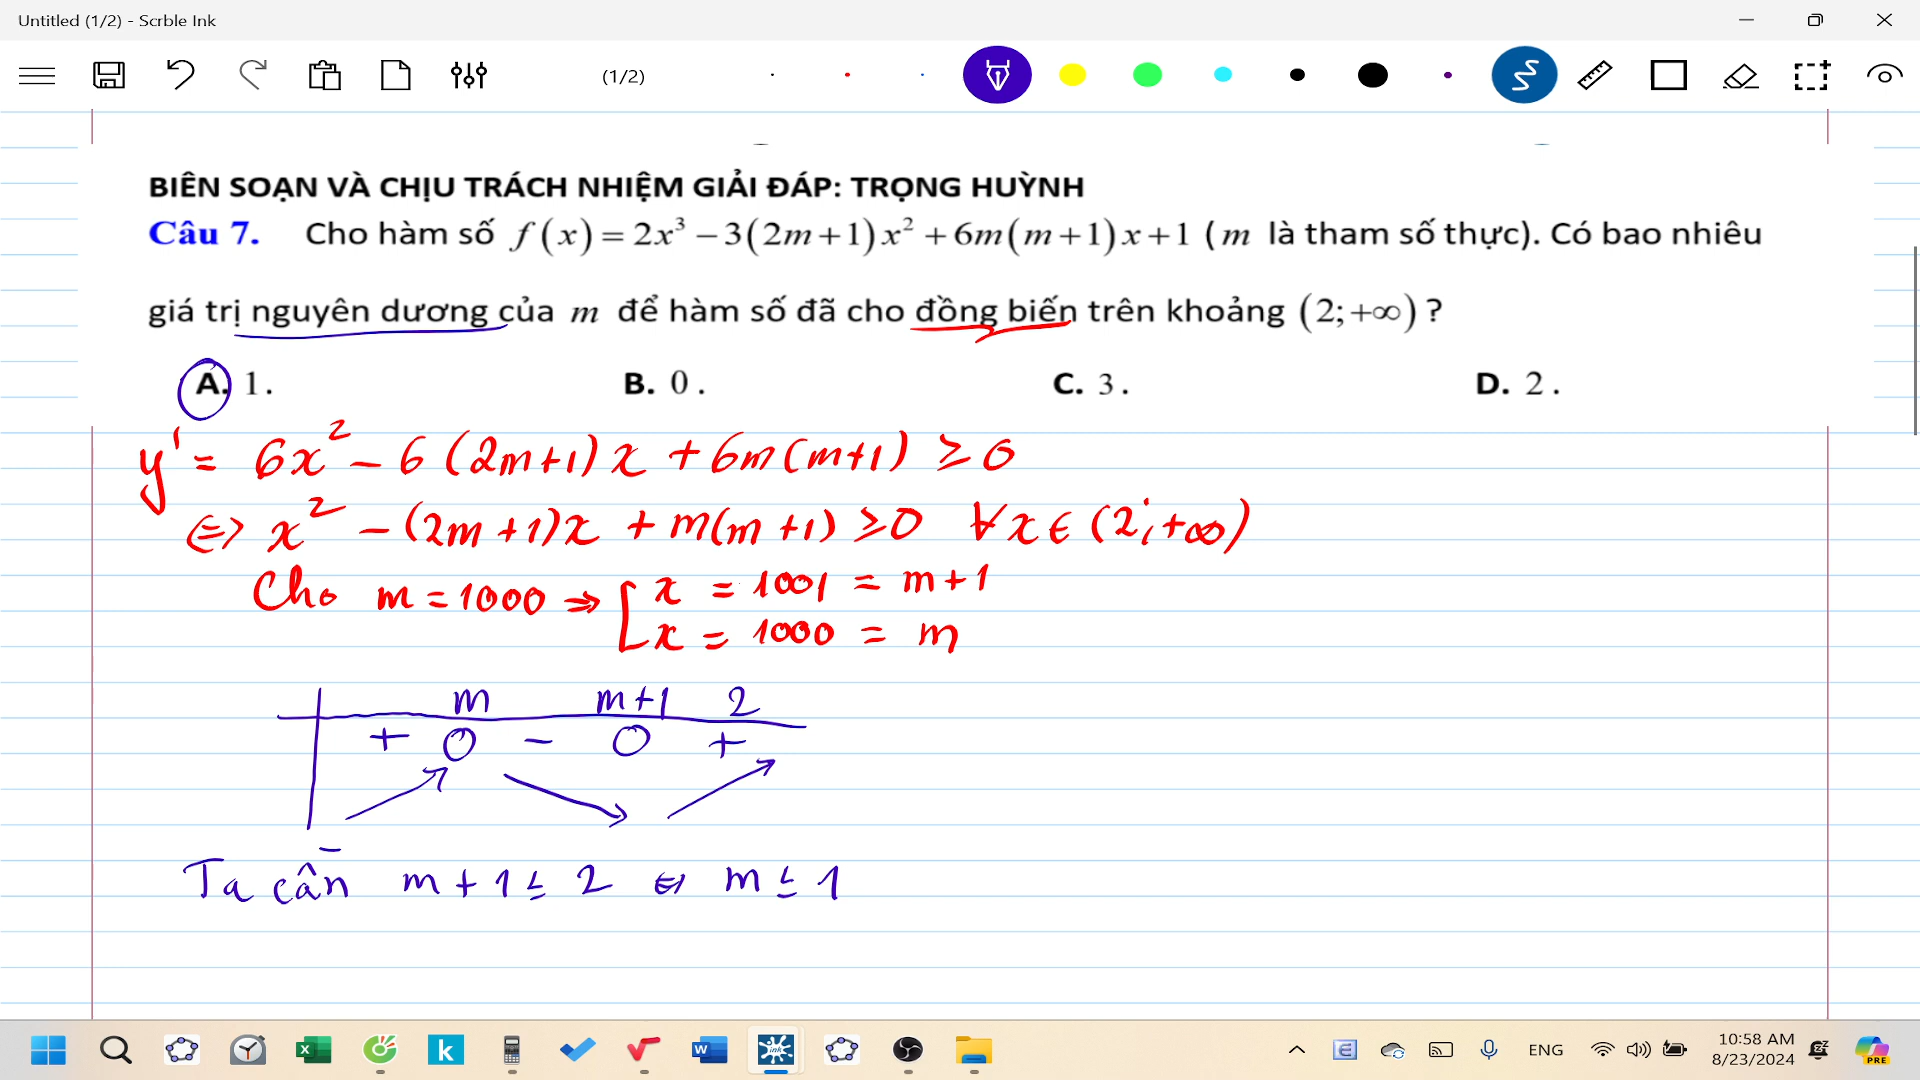 Untitled (1/2) - Scrble Ink
(1/2)
BIÊN SOẠN VÀ CHỊU TRÁCH NHIỆM GIẢI ĐÁP: TRỌNG HUỲNH
Câu 7. Cho hàm số f(x) = 2x³ − 3(2m+1)x² + 6m(m+1)x + 1 (m là tham số thực). Có bao nhiêu
giá trị nguyên dương của m để hàm số đã cho đồng biến trên khoảng (2;+∞)?
A. 1. B. 0. C. 3. D. 2.
y' = 6x² − 6(2m+1)x + 6m(m+1) ≥ 0
⇔ x² − (2m+1)x + m(m+1) ≥ 0 ∀x ∈ (2;+∞)
Cho m = 1000 ⇒ [ x = 1001 = m+1
x = 1000 = m
m m+1 2
+ 0 − 0 +
Ta cần m+1 ≤ 2 ⇔ m ≤ 1
ENG
10:58 AM
8/23/2024
PRE